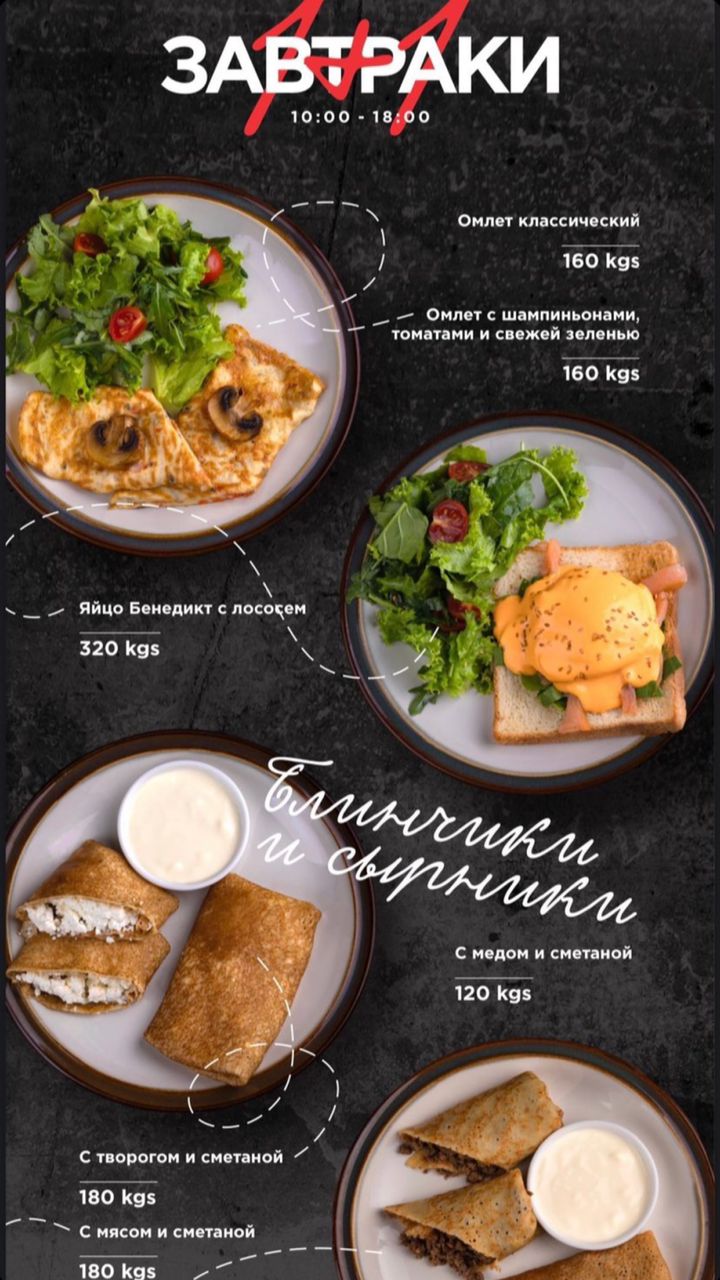 1+1
ЗАВТРАКИ
10:00 - 18:00
Омлет классический
160 kgs
Омлет с шампиньонами,
томатами и свежей зеленью
160 kgs
Яйцо Бенедикт с лососем
320 kgs
Блинчики
и сырники
С медом и сметаной
120 kgs
С творогом и сметаной
180 kgs
С мясом и сметаной
180 kgs